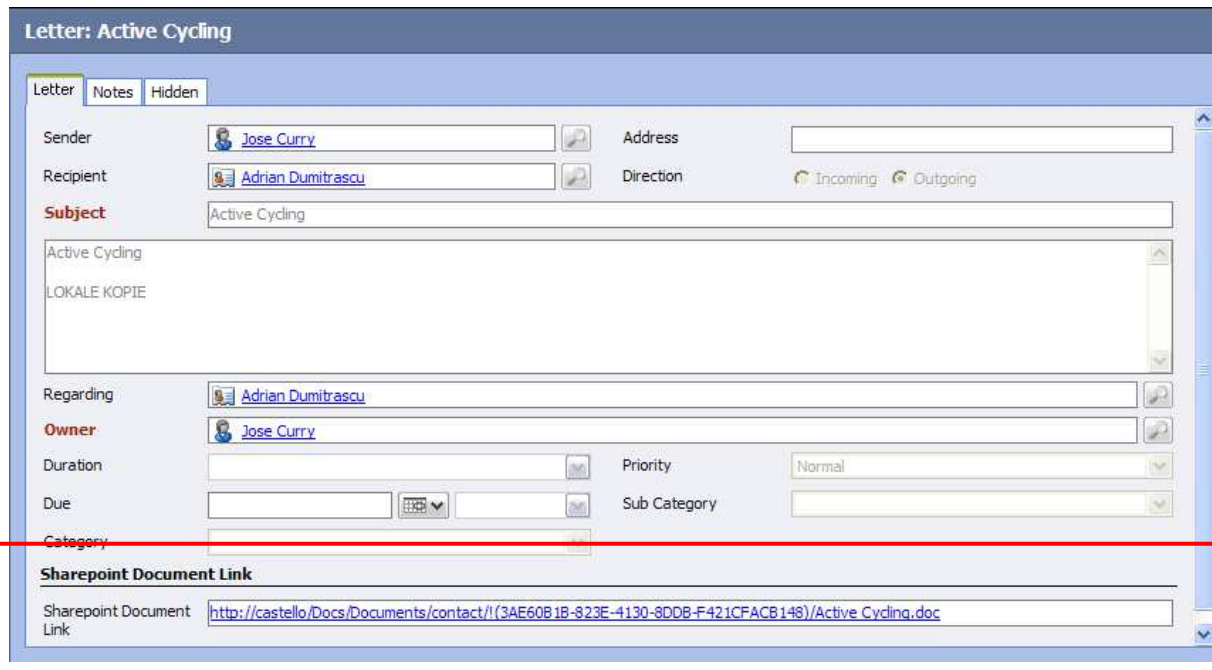 Letter: Active Cycling
Letter Notes Hidden
Sender Jose Curry Address
Recipient Adrian Dumitrascu Direction Incoming Outgoing
Subject Active Cycling
Active Cycling
LOKALE KOPIE
Regarding Adrian Dumitrascu
Owner Jose Curry
Duration Priority Normal
Due Sub Category
Category
Sharepoint Document Link
Sharepoint Document Link http://castello/Docs/Documents/contact/!(3AE60B1B-823E-4130-8DDB-F421CFACB148)/Active Cycling.doc